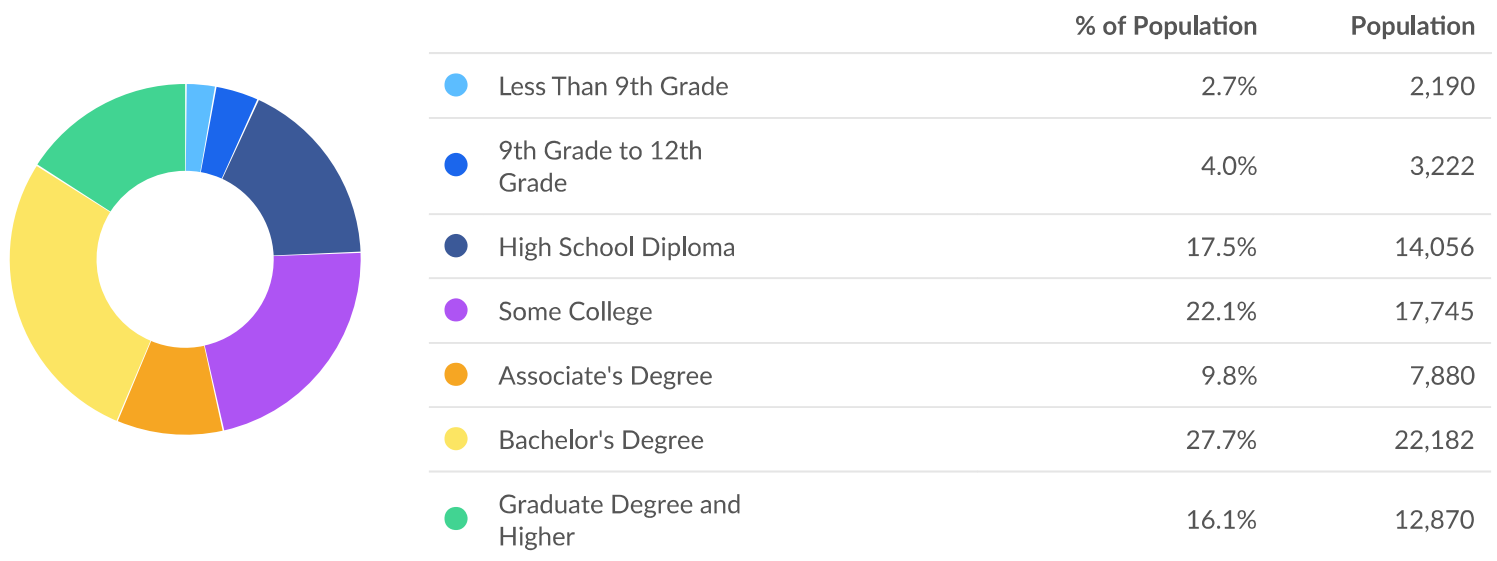 % of Population Population
Less Than 9th Grade 2.7% 2,190
9th Grade to 12th
Grade 4.0% 3,222
High School Diploma 17.5% 14,056
Some College 22.1% 17,745
Associate's Degree 9.8% 7,880
Bachelor's Degree 27.7% 22,182
Graduate Degree and
Higher 16.1% 12,870